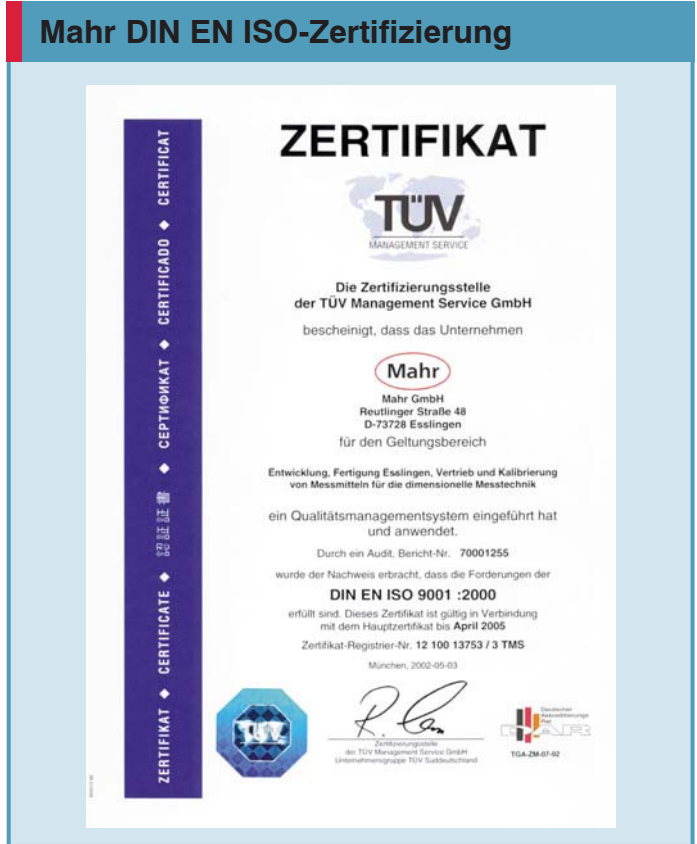 Mahr DIN EN ISO-Zertifizierung
ZERTIFIKAT ◆ CERTIFICATE ◆ 認証証書 ◆ СЕРТИФИКАТ ◆ CERTIFICADO ◆ CERTIFICAT
ZERTIFIKAT
TÜV
MANAGEMENT SERVICE
Die Zertifizierungsstelle
der TÜV Management Service GmbH
bescheinigt, dass das Unternehmen
Mahr
Mahr GmbH
Reutlinger Straße 48
D-73728 Esslingen
für den Geltungsbereich
Entwicklung, Fertigung Esslingen, Vertrieb und Kalibrierung
von Messmitteln für die dimensionelle Messtechnik
ein Qualitätsmanagementsystem eingeführt hat
und anwendet.
Durch ein Audit, Bericht-Nr. 70001255
wurde der Nachweis erbracht, dass die Forderungen der
DIN EN ISO 9001 :2000
erfüllt sind. Dieses Zertifikat ist gültig in Verbindung
mit dem Hauptzertifikat bis April 2005
Zertifikat-Registrier-Nr. 12 100 13753 / 3 TMS
München, 2002-05-03
TÜV
Zertifizierungsstelle
der TÜV Management Service GmbH
Unternehmensgruppe TÜV Süddeutschland
Deutscher
Akkreditierungs
Rat
DAR
TGA-ZM-07-92